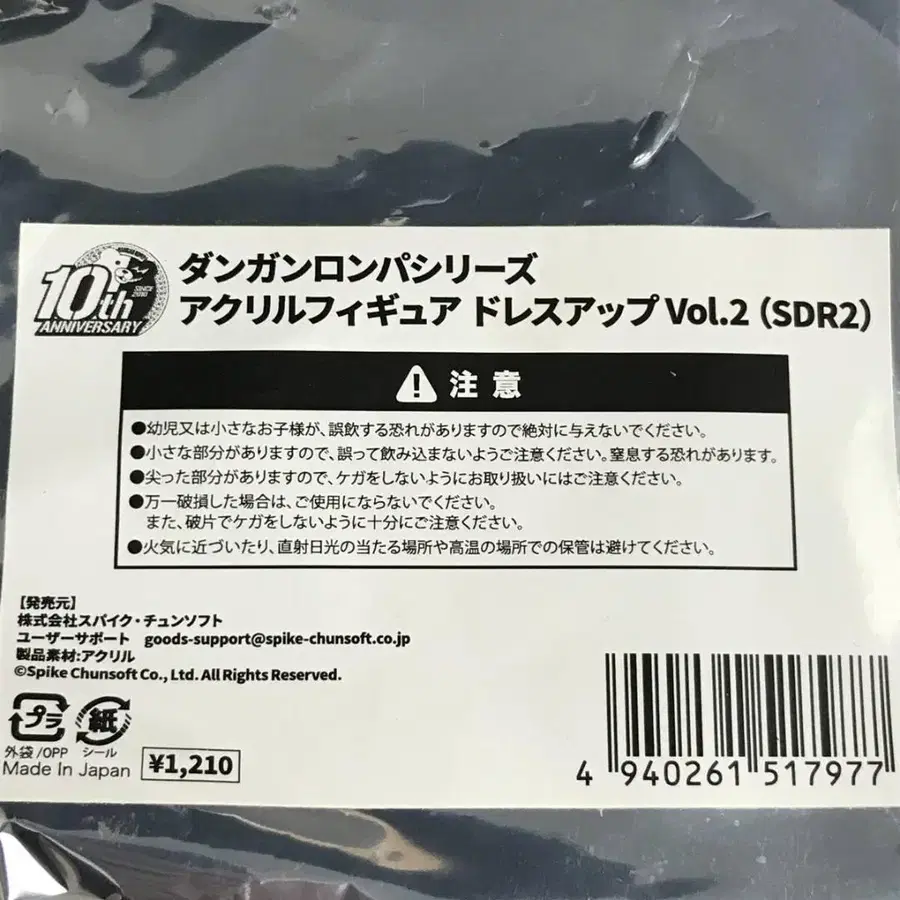 10th
SINCE 2010
ANNIVERSARY
ダンガンロンパシリーズ
アクリルフィギュア ドレスアップ Vol.2（SDR2）
注意
●幼児又は小さなお子様が、誤飲する恐れがありますので絶対に与えないでください。
●小さな部分がありますので、誤って飲み込まないようご注意ください。窒息する恐れがあります。
●尖った部分がありますので、ケガをしないようにお取り扱いにはご注意ください。
●万一破損した場合は、ご使用にならないでください。
また、破片でケガをしないように十分にご注意ください。
●火気に近づいたり、直射日光の当たる場所や高温の場所での保管は避けてください。
【発売元】
株式会社スパイク・チュンソフト
ユーザーサポート goods-support@spike-chunsoft.co.jp
製品素材:アクリル
©Spike Chunsoft Co., Ltd. All Rights Reserved.
プラ 紙
外袋/OPP シール
Made In Japan ¥1,210
4 940261 517977